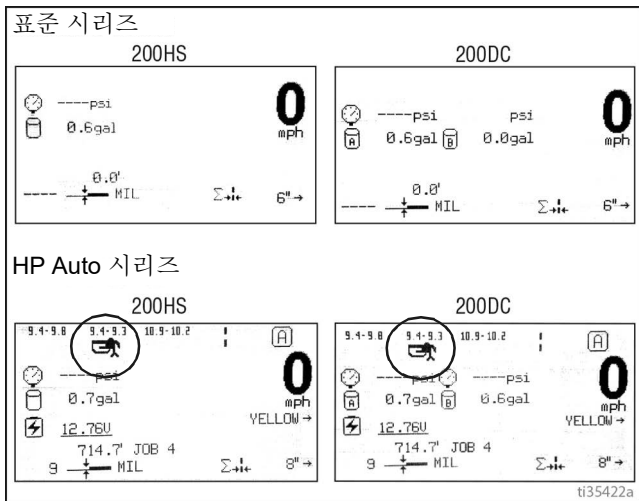 표준 시리즈
200HS
----psi
0.6gal
0
mph
0.0'
---- MIL
6"→
200DC
----psi psi
A 0.6gal B 0.0gal
0
mph
0.0'
---- MIL
6"→
HP Auto 시리즈
200HS
9.4-9.8 9.4-9.3 10.9-10.2
A
----psi
0.7gal
0
mph
YELLOW→
12.76V
714.7' JOB 4
9 MIL
8"→
200DC
9.4-9.8 9.4-9.3 10.9-10.2
A
----psi ----psi
A 0.7gal B 0.6gal
0
mph
YELLOW→
12.76V
714.7' JOB 4
9 MIL
8"→
ti35422a